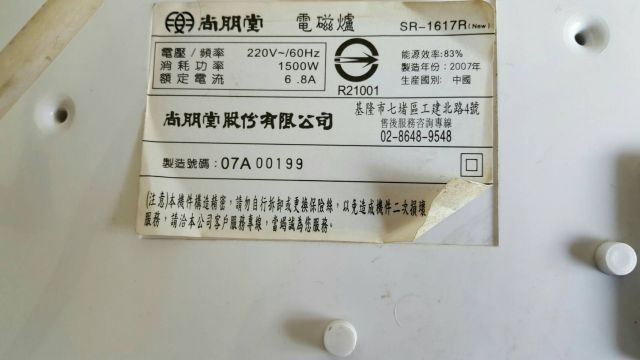 尚朋堂 電磁爐 SR-1617R(New)
電壓/頻率 220V~/60Hz
消耗功率 1500W
額定電流 6.8A
R21001
能源效率:83%
製造年份:2007年
生產國別:中國
尚朋堂股份有限公司
基隆市七堵區工建北路4號
售後服務咨詢專線
02-8648-9548
製造號碼:07A00199
(注意)本機件構造精密,請勿自行拆卸或更換保險絲,以免造成機件二次損壞
服務,請洽本公司客戶服務專線,當竭誠為您服務。